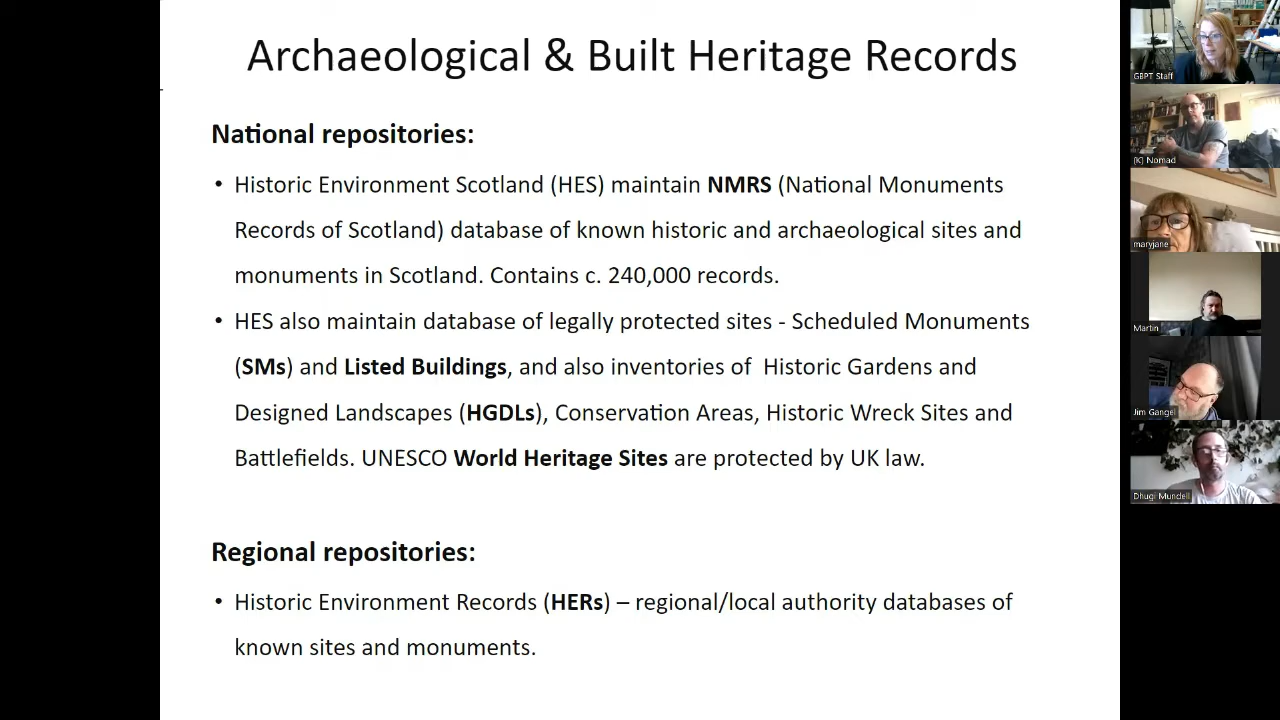 Archaeological & Built Heritage Records
National repositories:
• Historic Environment Scotland (HES) maintain NMRS (National Monuments
Records of Scotland) database of known historic and archaeological sites and
monuments in Scotland. Contains c. 240,000 records.
• HES also maintain database of legally protected sites - Scheduled Monuments
(SMs) and Listed Buildings, and also inventories of  Historic Gardens and
Designed Landscapes (HGDLs), Conservation Areas, Historic Wreck Sites and
Battlefields. UNESCO World Heritage Sites are protected by UK law.
Regional repositories:
• Historic Environment Records (HERs) – regional/local authority databases of
known sites and monuments.
GBPT Staff
(K) Nomad
maryjane
Martin
Jim Gangel
Dhugi Mundell